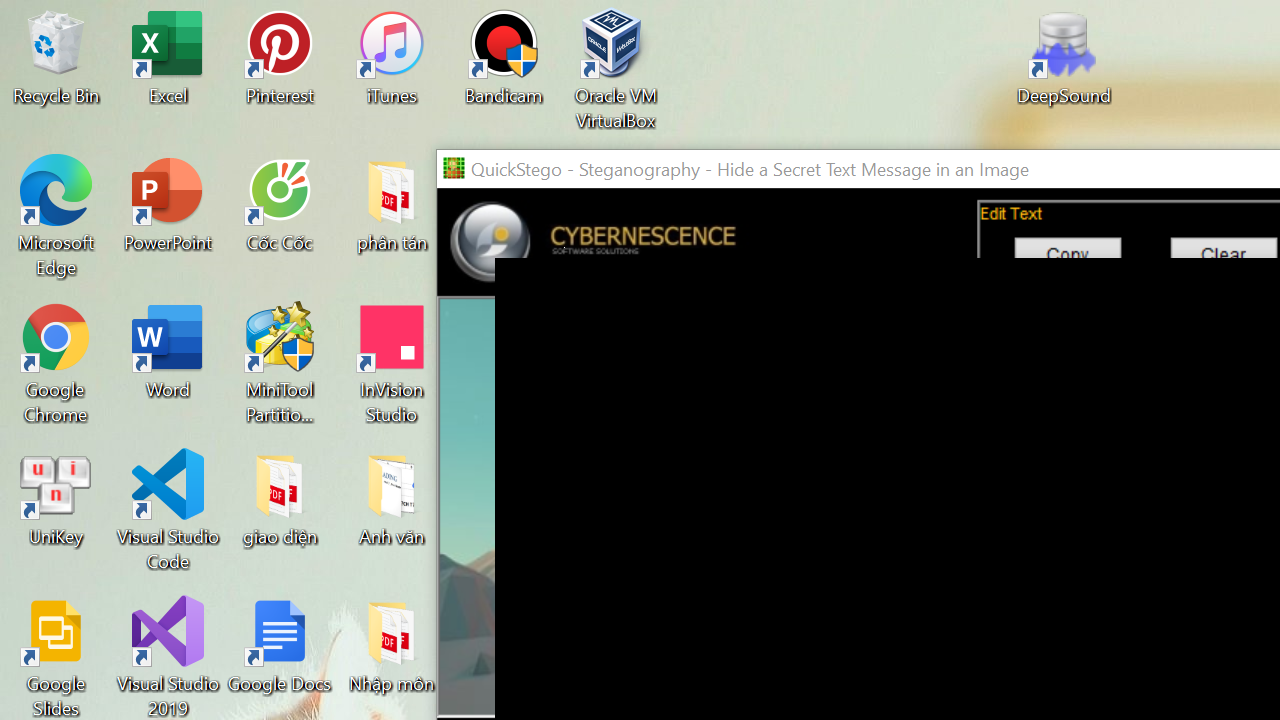 Recycle Bin
Excel
Pinterest
iTunes
Bandicam
Oracle VM
VirtualBox
DeepSound
Microsoft
Edge
PowerPoint
Cốc Cốc
phân tán
QuickStego - Steganography - Hide a Secret Text Message in an Image
CYBERNESCENCE
SOFTWARE SOLUTIONS
Edit Text
Copy
Clear
Google
Chrome
Word
MiniTool
Partitio...
InVision
Studio
UniKey
Visual Studio
Code
giao diện
Anh văn
Google
Slides
Visual Studio
2019
Google Docs
Nhập môn